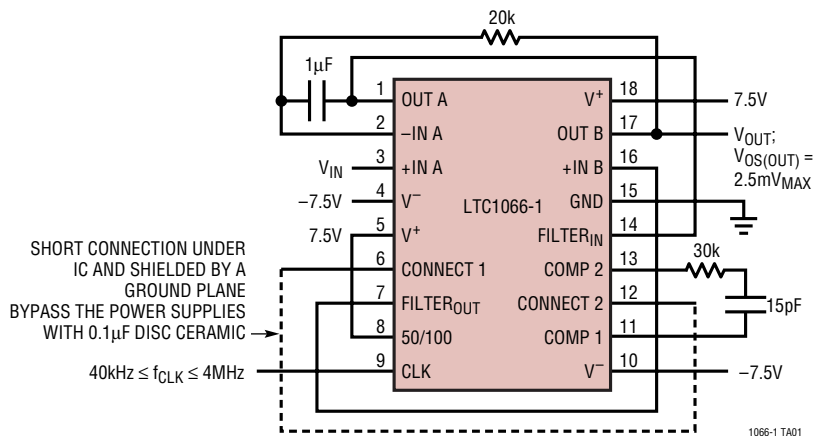 20k
1μF
1 OUT A
2 –IN A
3 +IN A
4 V–
5 V+
6 CONNECT 1
7 FILTEROUT
8 50/100
9 CLK
LTC1066-1
V+ 18
OUT B 17
+IN B 16
GND 15
FILTERIN 14
COMP 2 13
CONNECT 2 12
COMP 1 11
V– 10
VIN
–7.5V
7.5V
SHORT CONNECTION UNDER
IC AND SHIELDED BY A
GROUND PLANE
BYPASS THE POWER SUPPLIES
WITH 0.1μF DISC CERAMIC
40kHz ≤ fCLK ≤ 4MHz
7.5V
VOUT;
VOS(OUT) =
2.5mVMAX
30k
15pF
–7.5V
1066-1 TA01